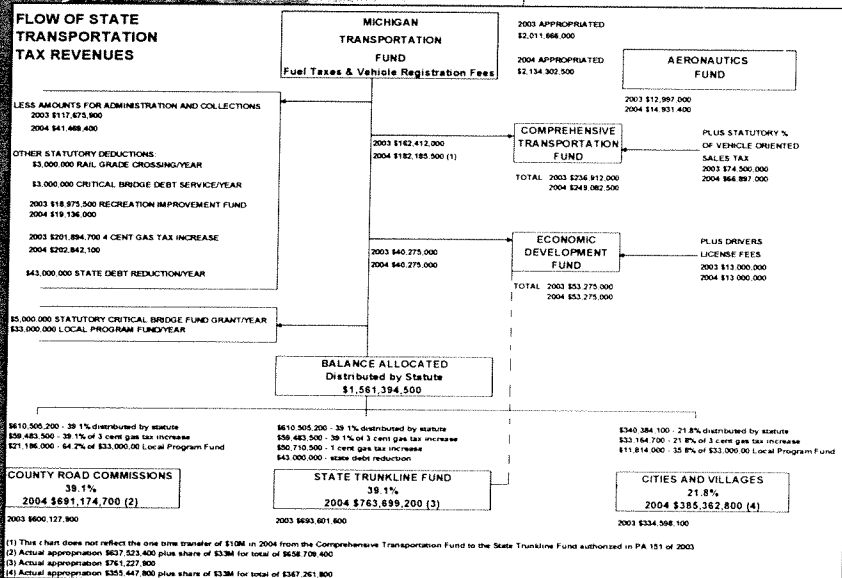 FLOW OF STATE
TRANSPORTATION
TAX REVENUES
MICHIGAN
TRANSPORTATION
FUND
Fuel Taxes & Vehicle Registration Fees
2003 APPROPRIATED
$2,011,666,000
2004 APPROPRIATED
$2,134,302,500
AERONAUTICS
FUND
2003 $12,997,000
2004 $14,931,400
LESS AMOUNTS FOR ADMINISTRATION AND COLLECTIONS
2003 $117,675,900
2004 $41,469,400
OTHER STATUTORY DEDUCTIONS:
$3,000,000 RAIL GRADE CROSSING/YEAR
$3,000,000 CRITICAL BRIDGE DEBT SERVICE/YEAR
2003 $18,975,500 RECREATION IMPROVEMENT FUND
2004 $19,136,000
2003 $201,894,700 4 CENT GAS TAX INCREASE
2004 $202,842,100
$43,000,000 STATE DEBT REDUCTION/YEAR
2003 $162,412,000
2004 $182,185,500 (1)
COMPREHENSIVE
TRANSPORTATION
FUND
TOTAL 2003 $236,912,000
2004 $249,082,500
PLUS STATUTORY %
OF VEHICLE ORIENTED
SALES TAX
2003 $74,500,000
2004 $66,897,000
2003 $40,275,000
2004 $40,275,000
ECONOMIC
DEVELOPMENT
FUND
TOTAL 2003 $53,275,000
2004 $53,275,000
PLUS DRIVERS
LICENSE FEES
2003 $13,000,000
2004 $13,000,000
$5,000,000 STATUTORY CRITICAL BRIDGE FUND GRANT/YEAR
$33,000,000 LOCAL PROGRAM FUND/YEAR
BALANCE ALLOCATED
Distributed by Statute
$1,561,394,500
$610,505,200 - 39.1% distributed by statute
$59,483,500 - 39.1% of 3 cent gas tax increase
$21,186,000 - 64.2% of $33,000,00 Local Program Fund
$610,505,200 - 39.1% distributed by statute
$59,483,500 - 39.1% of 3 cent gas tax increase
$50,710,500 - 1 cent gas tax increase
$43,000,000 - state debt reduction
$340,384,100 - 21.8% distributed by statute
$33,164,700 - 21.8% of 3 cent gas tax increase
$11,814,000 - 35.8% of $33,000,00 Local Program Fund
COUNTY ROAD COMMISSIONS
39.1%
2004 $691,174,700 (2)
2003 $600,127,900
STATE TRUNKLINE FUND
39.1%
2004 $763,699,200 (3)
2003 $693,601,600
CITIES AND VILLAGES
21.8%
2004 $385,362,800 (4)
2003 $334,598,100
(1) This chart does not reflect the one time transfer of $10M in 2004 from the Comprehensive Transportation Fund to the State Trunkline Fund authorized in PA 151 of 2003
(2) Actual appropriation $637,523,400 plus share of $33M for total of $658,709,400
(3) Actual appropriation $761,227,900
(4) Actual appropriation $355,447,800 plus share of $33M for total of $367,261,800